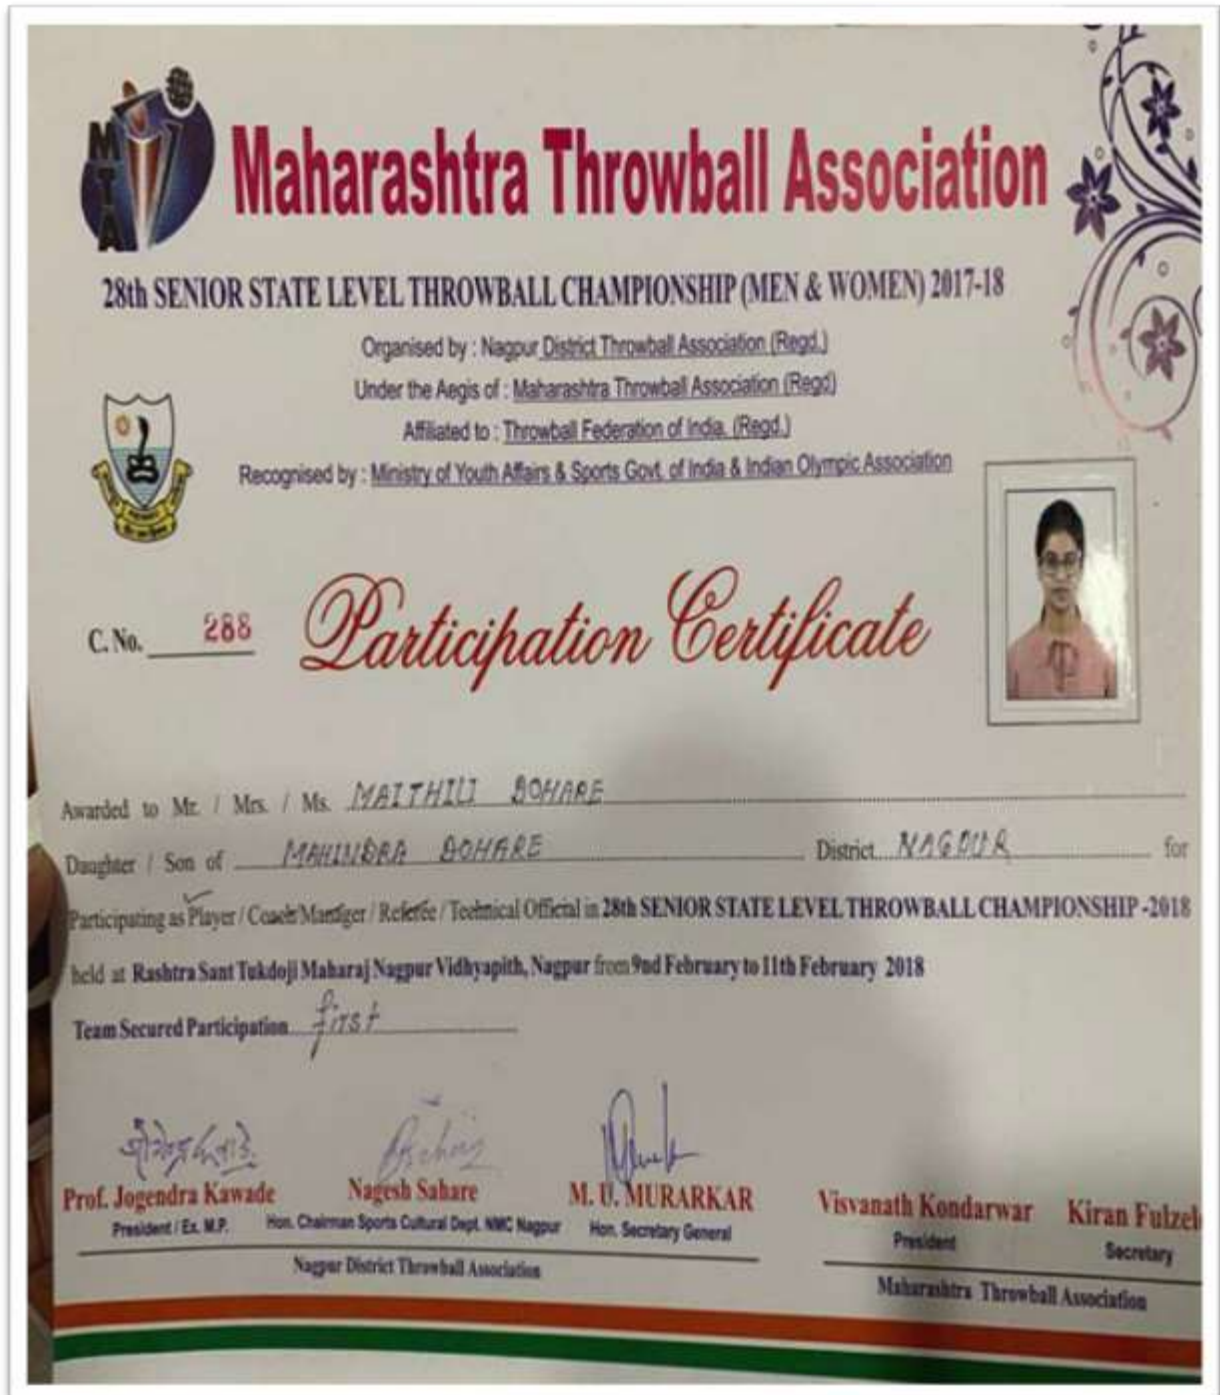 MTA
Maharashtra Throwball Association
28th SENIOR STATE LEVEL THROWBALL CHAMPIONSHIP (MEN & WOMEN) 2017-18
Organised by : Nagpur District Throwball Association (Regd.)
Under the Aegis of : Maharashtra Throwball Association (Regd)
Affiliated to : Throwball Federation of India. (Regd.)
Recognised by : Ministry of Youth Affairs & Sports Govt. of India & Indian Olympic Association
C. No. 288
Participation Certificate
Awarded to Mr. / Mrs. / Ms. MAITHILI BOHARE
Daughter / Son of MAHINDRA BOHARE District NAGPUR for
Participating as Player / Coach/Manager / Referee / Technical Official in 28th SENIOR STATE LEVEL THROWBALL CHAMPIONSHIP -2018
held at Rashtra Sant Tukdoji Maharaj Nagpur Vidhyapith, Nagpur from 9nd February to 11th February 2018
Team Secured Participation first
Prof. Jogendra Kawade Nagesh Sahare M. U. MURARKAR Visvanath Kondarwar Kiran Fulzel
President / Ex. M.P. Hon. Chairman Sports Cultural Dept. NMC Nagpur Hon. Secretary General President Secretary
Nagpur District Throwball Association Maharashtra Throwball Association